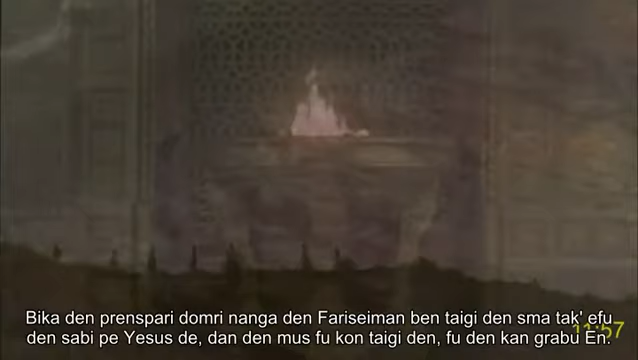 Bika den prenspari domri nanga den Fariseiman ben taigi den sma tak' efu
den sabi pe Yesus de, dan den mus fu kon taigi den, fu den kan grabu En.
11:57